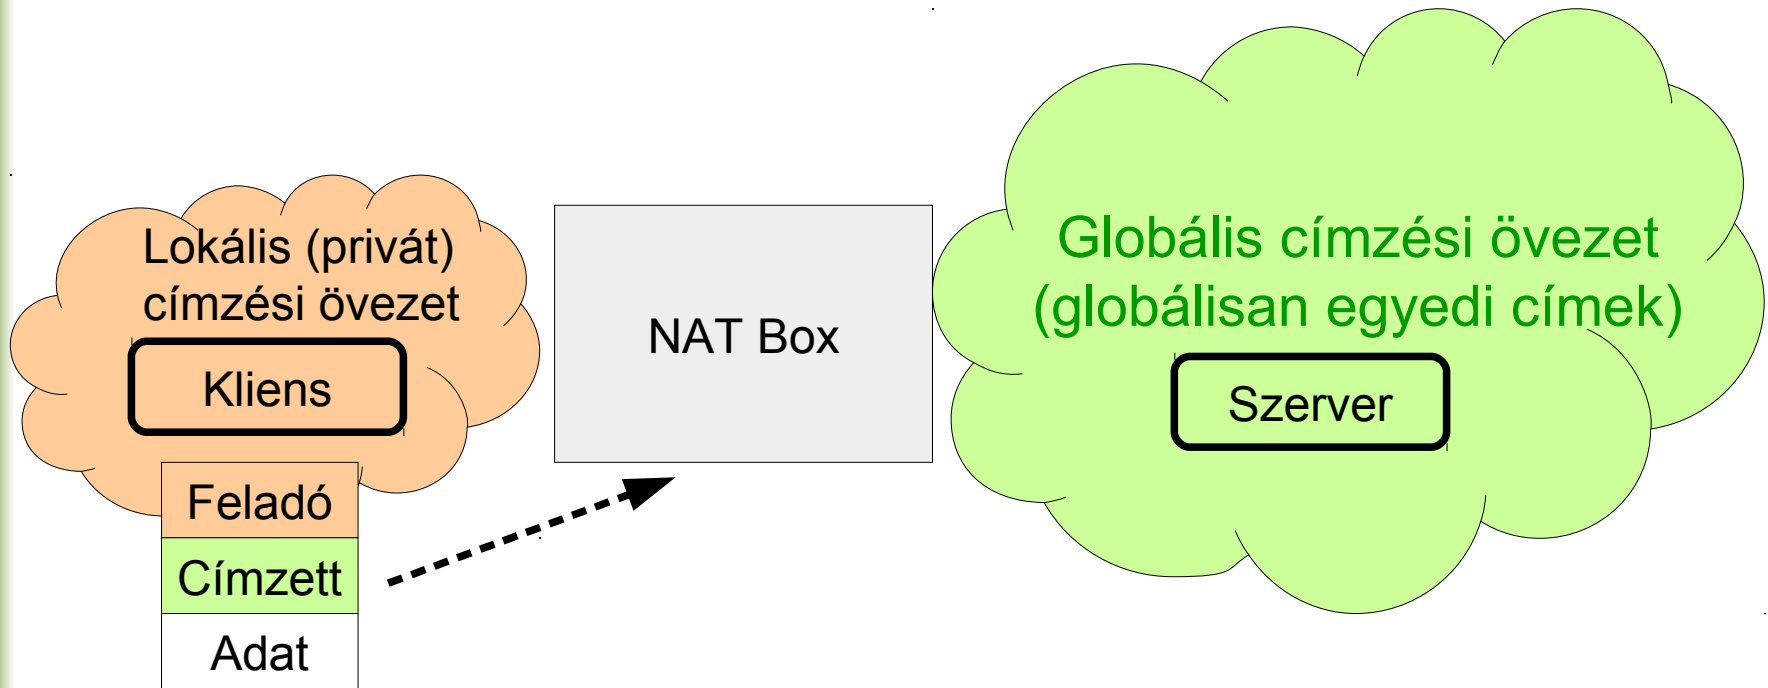 Lokális (privát)
címzési övezet
Kliens
Feladó
Címzett
Adat
NAT Box
Globális címzési övezet
(globálisan egyedi címek)
Szerver